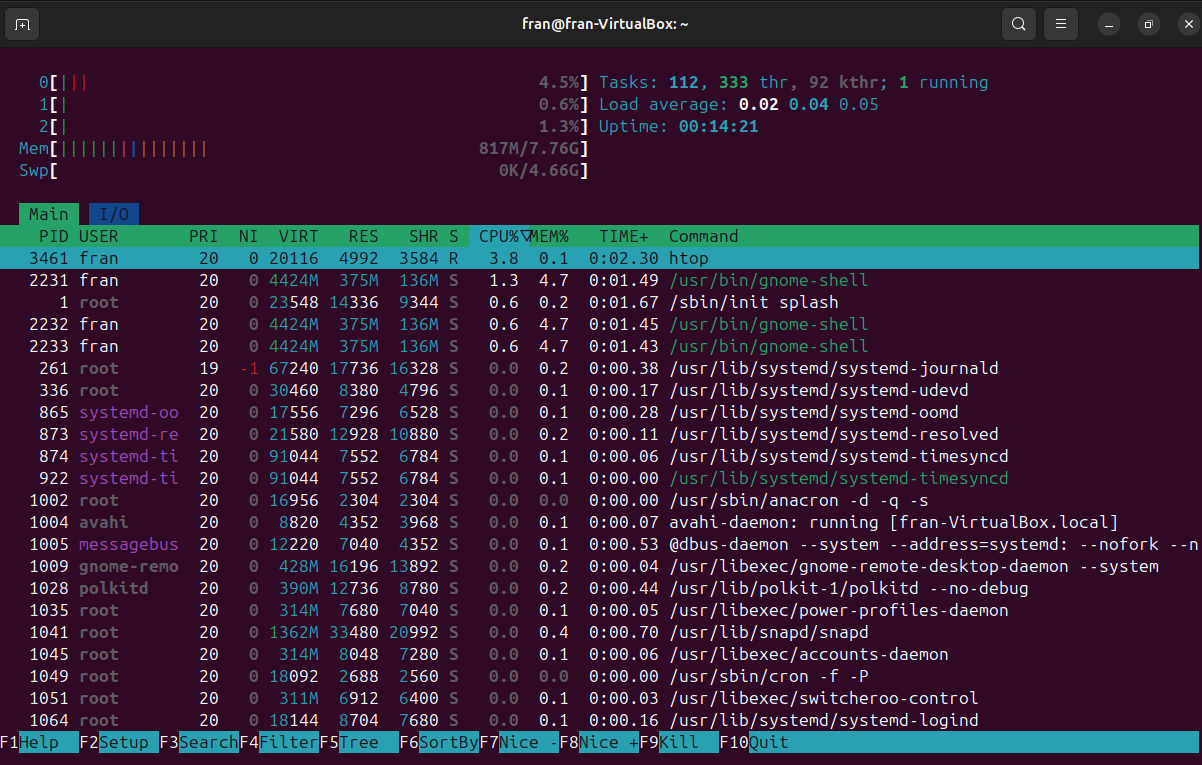 fran@fran-VirtualBox: ~
0[||| 4.5%] Tasks: 112, 333 thr, 92 kthr; 1 running
1[| 0.6%] Load average: 0.02 0.04 0.05
2[| 1.3%] Uptime: 00:14:21
Mem[||||||||||||||| 817M/7.76G]
Swp[ 0K/4.66G]
Main I/O
PID USER PRI NI VIRT RES SHR S CPU%▽MEM% TIME+ Command
3461 fran 20 0 20116 4992 3584 R 3.8 0.1 0:02.30 htop
2231 fran 20 0 4424M 375M 136M S 1.3 4.7 0:01.49 /usr/bin/gnome-shell
1 root 20 0 23548 14336 9344 S 0.6 0.2 0:01.67 /sbin/init splash
2232 fran 20 0 4424M 375M 136M S 0.6 4.7 0:01.45 /usr/bin/gnome-shell
2233 fran 20 0 4424M 375M 136M S 0.6 4.7 0:01.43 /usr/bin/gnome-shell
261 root 19 -1 67240 17736 16328 S 0.0 0.2 0:00.38 /usr/lib/systemd/systemd-journald
336 root 20 0 30460 8380 4796 S 0.0 0.1 0:00.17 /usr/lib/systemd/systemd-udevd
865 systemd-oo 20 0 17556 7296 6528 S 0.0 0.1 0:00.28 /usr/lib/systemd/systemd-oomd
873 systemd-re 20 0 21580 12928 10880 S 0.0 0.2 0:00.11 /usr/lib/systemd/systemd-resolved
874 systemd-ti 20 0 91044 7552 6784 S 0.0 0.1 0:00.06 /usr/lib/systemd/systemd-timesyncd
922 systemd-ti 20 0 91044 7552 6784 S 0.0 0.1 0:00.00 /usr/lib/systemd/systemd-timesyncd
1002 root 20 0 16956 2304 2304 S 0.0 0.0 0:00.00 /usr/sbin/anacron -d -q -s
1004 avahi 20 0 8820 4352 3968 S 0.0 0.1 0:00.07 avahi-daemon: running [fran-VirtualBox.local]
1005 messagebus 20 0 12220 7040 4352 S 0.0 0.1 0:00.53 @dbus-daemon --system --address=systemd: --nofork --n
1009 gnome-remo 20 0 428M 16196 13892 S 0.0 0.2 0:00.04 /usr/libexec/gnome-remote-desktop-daemon --system
1028 polkitd 20 0 390M 12736 8780 S 0.0 0.2 0:00.44 /usr/lib/polkit-1/polkitd --no-debug
1035 root 20 0 314M 7680 7040 S 0.0 0.1 0:00.05 /usr/libexec/power-profiles-daemon
1041 root 20 0 1362M 33480 20992 S 0.0 0.4 0:00.70 /usr/lib/snapd/snapd
1045 root 20 0 314M 8048 7280 S 0.0 0.1 0:00.06 /usr/libexec/accounts-daemon
1049 root 20 0 18092 2688 2560 S 0.0 0.0 0:00.00 /usr/sbin/cron -f -P
1051 root 20 0 311M 6912 6400 S 0.0 0.1 0:00.03 /usr/libexec/switcheroo-control
1064 root 20 0 18144 8704 7680 S 0.0 0.1 0:00.16 /usr/lib/systemd/systemd-logind
F1Help F2Setup F3SearchF4FilterF5Tree F6SortByF7Nice -F8Nice +F9Kill F10Quit